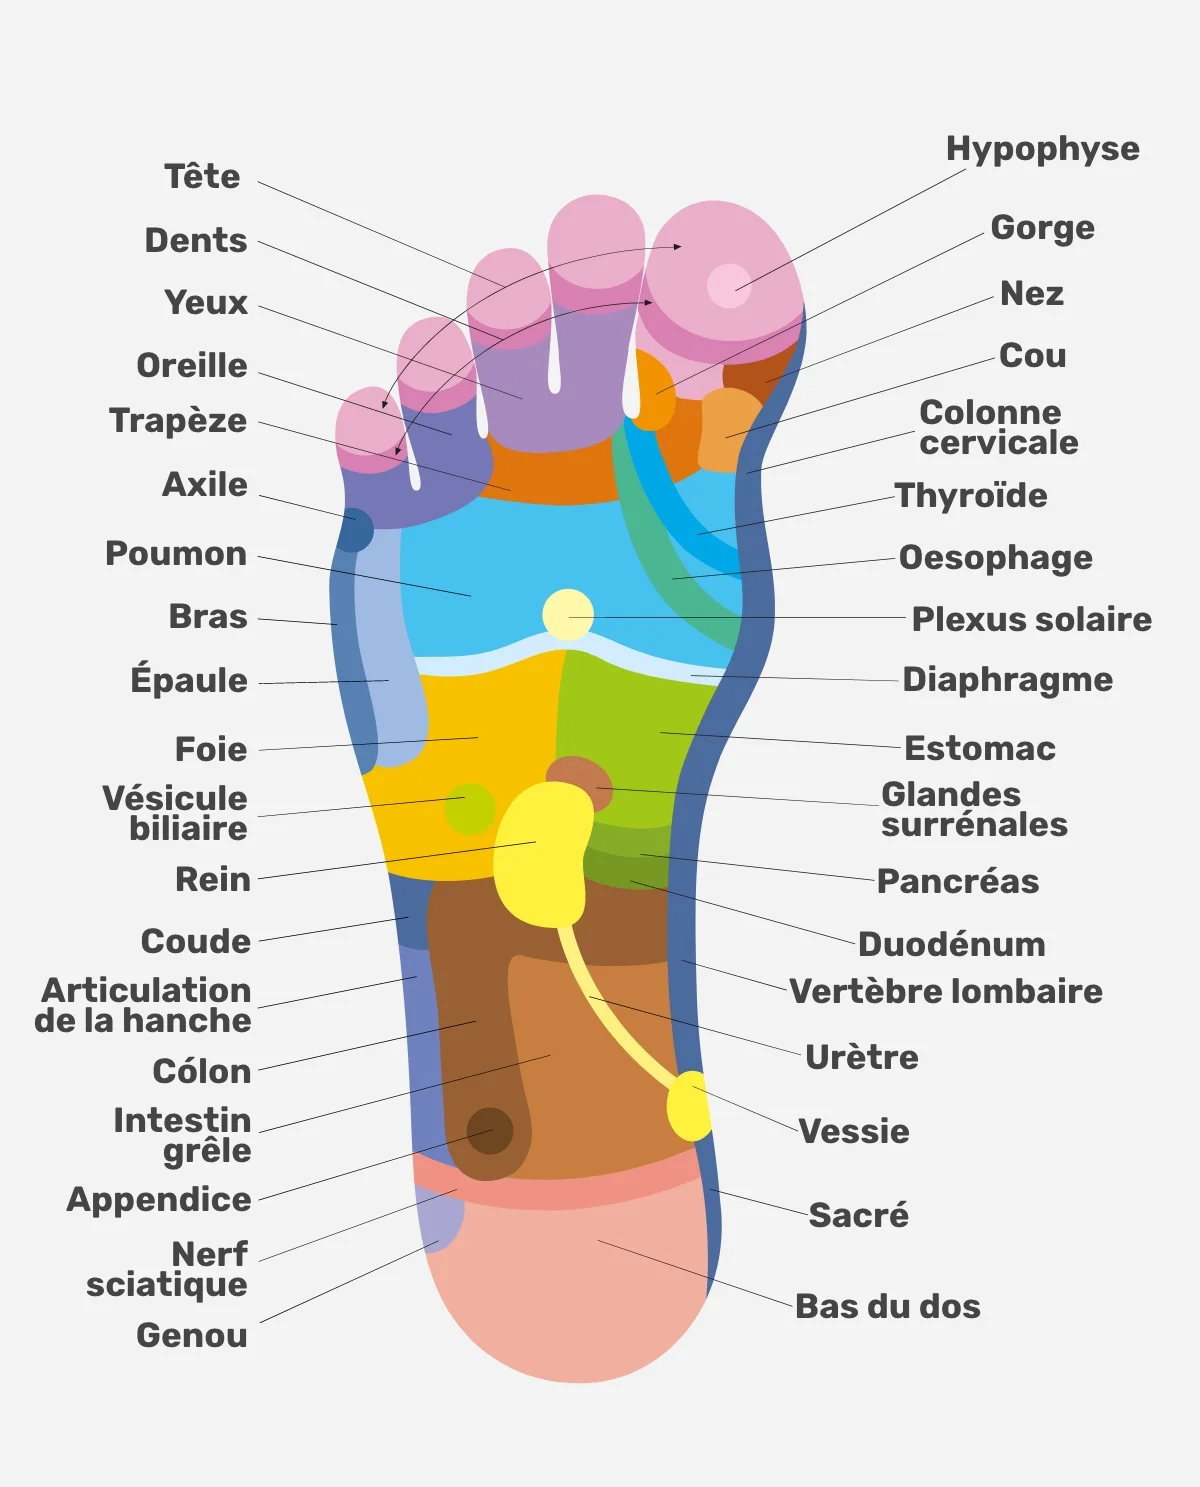 Tête
Dents
Yeux
Oreille
Trapèze
Axile
Poumon
Bras
Épaule
Foie
Vésicule
biliaire
Rein
Coude
Articulation
de la hanche
Cólon
Intestin
grêle
Appendice
Nerf
sciatique
Genou
Hypophyse
Gorge
Nez
Cou
Colonne
cervicale
Thyroïde
Oesophage
Plexus solaire
Diaphragme
Estomac
Glandes
surrénales
Pancréas
Duodénum
Vertèbre lombaire
Urètre
Vessie
Sacré
Bas du dos